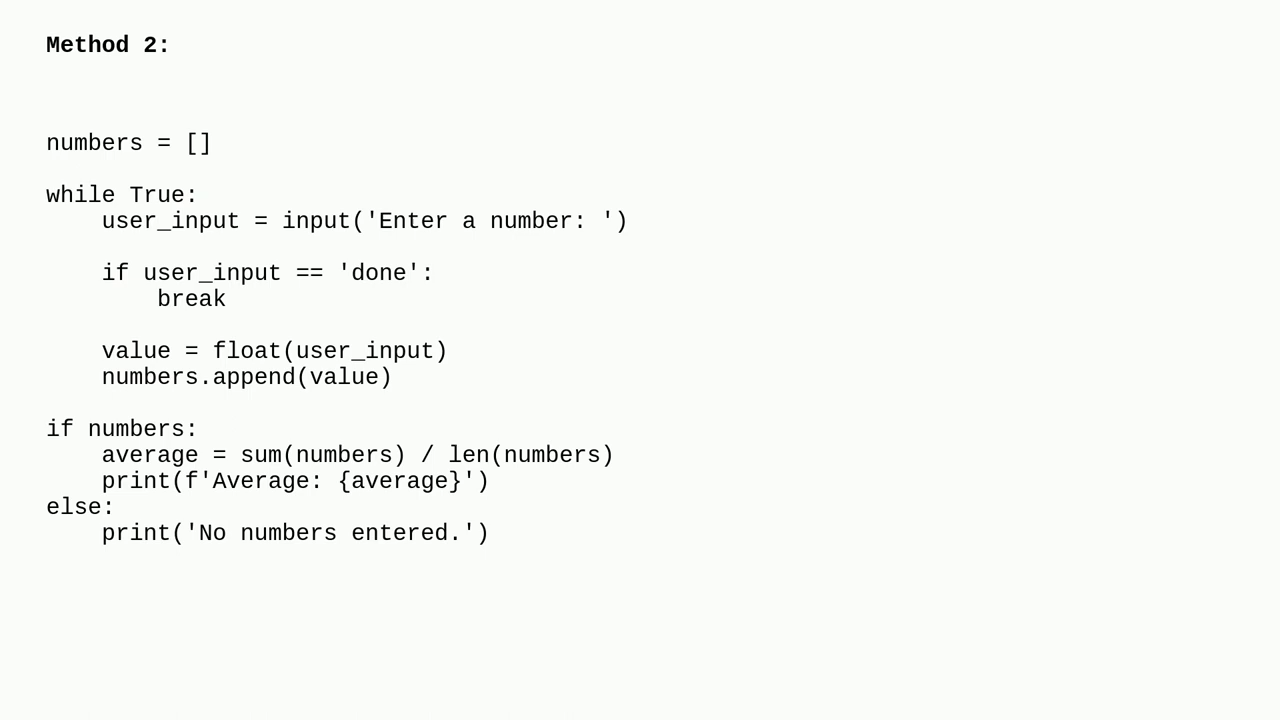 Method 2:
numbers = []
while True:
    user_input = input('Enter a number: ')
    if user_input == 'done':
        break
    value = float(user_input)
    numbers.append(value)
if numbers:
    average = sum(numbers) / len(numbers)
    print(f'Average: {average}')
else:
    print('No numbers entered.')